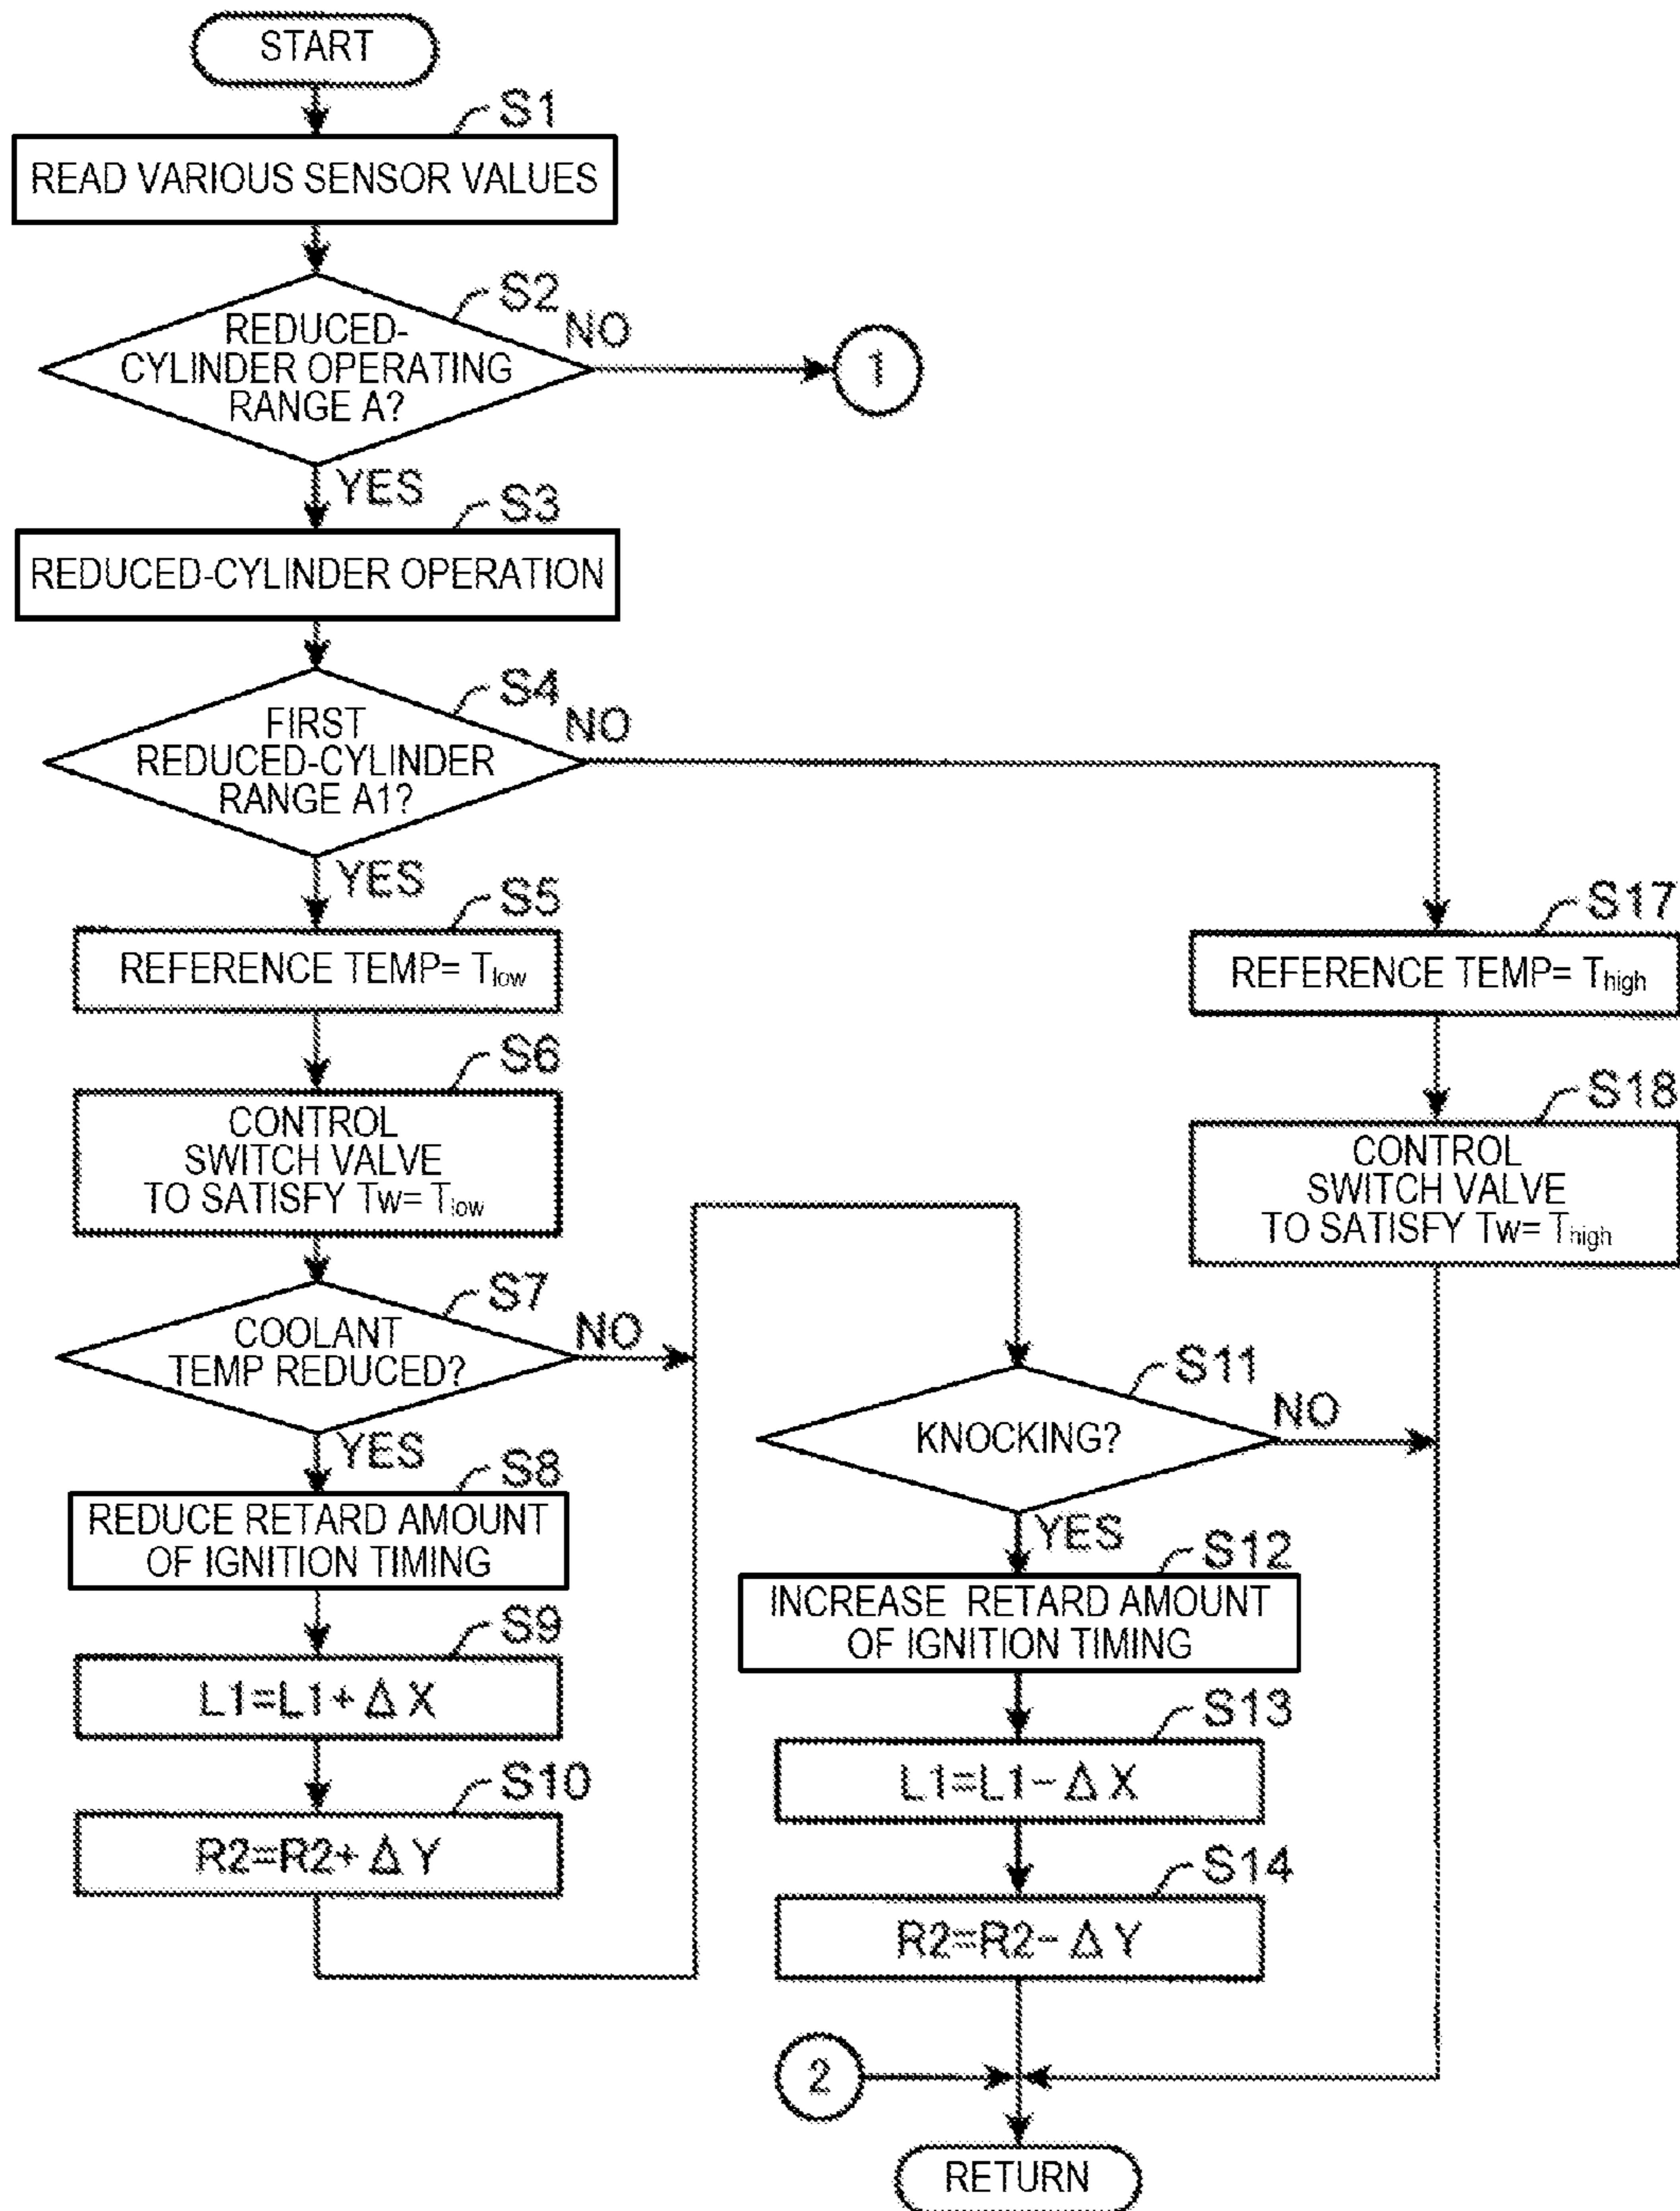 START
S1
READ VARIOUS SENSOR VALUES
S2
REDUCED-
CYLINDER OPERATING
RANGE A?
NO
1
YES
S3
REDUCED-CYLINDER OPERATION
S4
FIRST
REDUCED-CYLINDER
RANGE A1?
NO
YES
S5
REFERENCE TEMP= Tlow
S6
CONTROL
SWITCH VALVE
TO SATISFY Tw= Tlow
S7
COOLANT
TEMP REDUCED?
NO
YES
S8
REDUCE RETARD AMOUNT
OF IGNITION TIMING
S9
L1=L1+ Δ X
S10
R2=R2+ Δ Y
S11
KNOCKING?
NO
YES
S12
INCREASE RETARD AMOUNT
OF IGNITION TIMING
S13
L1=L1- Δ X
S14
R2=R2- Δ Y
S17
REFERENCE TEMP= Thigh
S18
CONTROL
SWITCH VALVE
TO SATISFY Tw= Thigh
2
RETURN